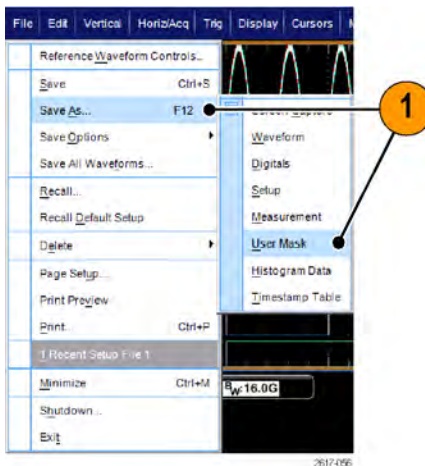 File Edit Vertical Horiz/Acq Trig Display Cursors
Reference Waveform Controls...
Save Ctrl+S
Save As... F12
Save Options
Save All Waveforms...
Recall...
Recall Default Setup
Delete
Page Setup...
Print Preview
Print... Ctrl+P
1 Recent Setup File 1
Minimize Ctrl+M
Shutdown...
Exit
Screen Capture
Waveform
Digitals
Setup
Measurement
User Mask
Histogram Data
Timestamp Table
1
BW:16.0G
2617-056